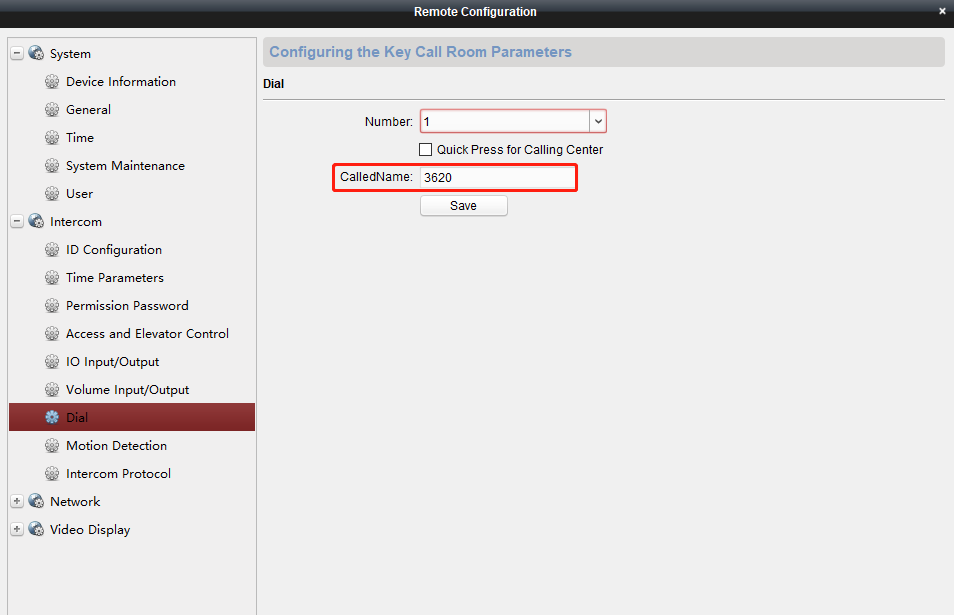 Remote Configuration
System
Device Information
General
Time
System Maintenance
User
Intercom
ID Configuration
Time Parameters
Permission Password
Access and Elevator Control
IO Input/Output
Volume Input/Output
Dial
Motion Detection
Intercom Protocol
Network
Video Display
Configuring the Key Call Room Parameters
Dial
Number: 1
Quick Press for Calling Center
CalledName: 3620
Save